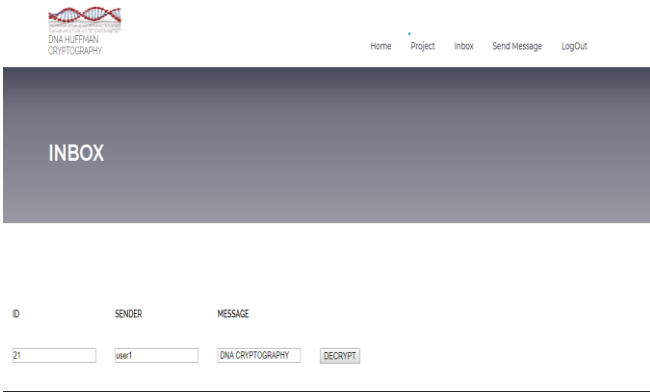 DNA HUFFMAN
CRYPTOGRAPHY
Home Project Inbox Send Message LogOut
INBOX
ID SENDER MESSAGE
21 user1 DNA CRYPTOGRAPHY DECRYPT